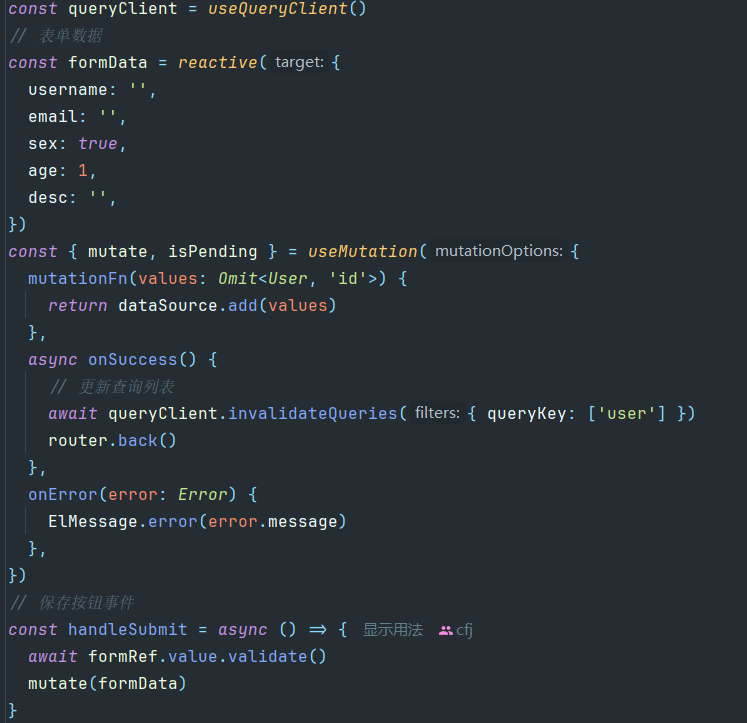 const queryClient = useQueryClient()
// 表单数据
const formData = reactive( target: {
  username: '',
  email: '',
  sex: true,
  age: 1,
  desc: '',
})
const { mutate, isPending } = useMutation( mutationOptions: {
  mutationFn(values: Omit<User, 'id'>) {
    return dataSource.add(values)
  },
  async onSuccess() {
    // 更新查询列表
    await queryClient.invalidateQueries( filters: { queryKey: ['user'] })
    router.back()
  },
  onError(error: Error) {
    ElMessage.error(error.message)
  },
})
// 保存按钮事件
const handleSubmit = async () => { 显示用法 cfj
  await formRef.value.validate()
  mutate(formData)
}